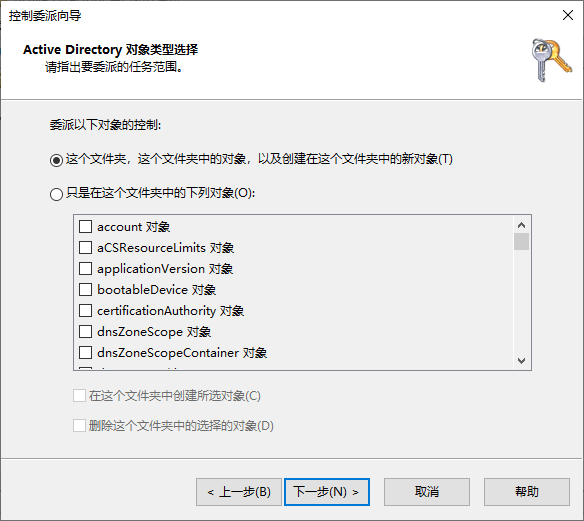 控制委派向导
Active Directory 对象类型选择
请指出要委派的任务范围。
委派以下对象的控制:
这个文件夹，这个文件夹中的对象，以及创建在这个文件夹中的新对象(T)
只是在这个文件夹中的下列对象(O):
account 对象
aCSResourceLimits 对象
applicationVersion 对象
bootableDevice 对象
certificationAuthority 对象
dnsZoneScope 对象
dnsZoneScopeContainer 对象
在这个文件夹中创建所选对象(C)
删除这个文件夹中的选择的对象(D)
< 上一步(B) 下一步(N) > 取消 帮助